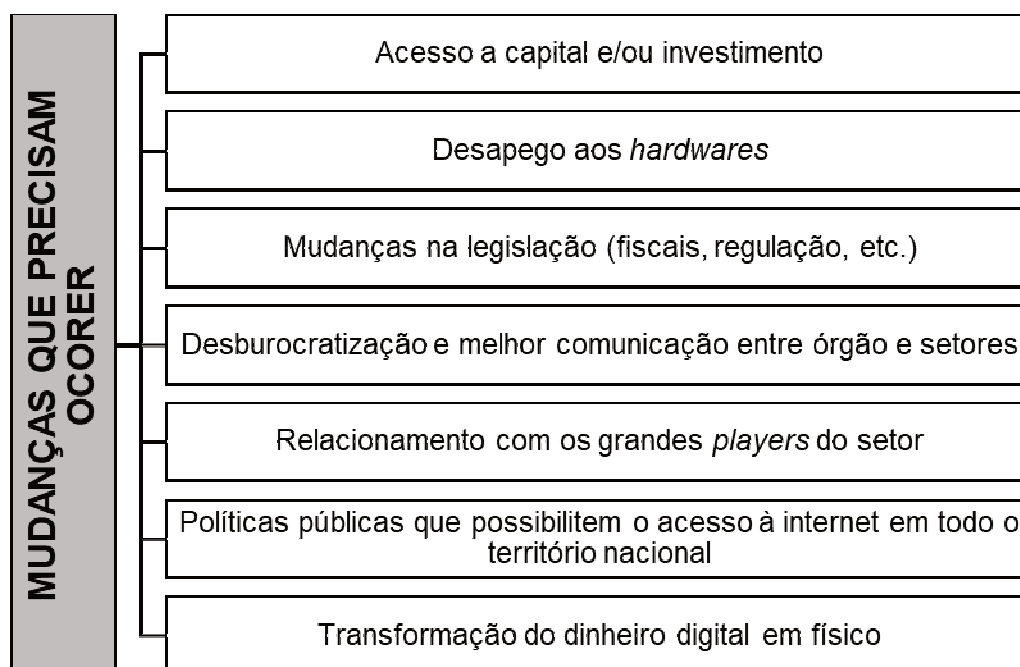 MUDANÇAS QUE PRECISAM
OCORER
Acesso a capital e/ou investimento
Desapego aos hardwares
Mudanças na legislação (fiscais, regulação, etc.)
Desburocratização e melhor comunicação entre órgão e setores
Relacionamento com os grandes players do setor
Políticas públicas que possibilitem o acesso à internet em todo o
território nacional
Transformação do dinheiro digital em físico